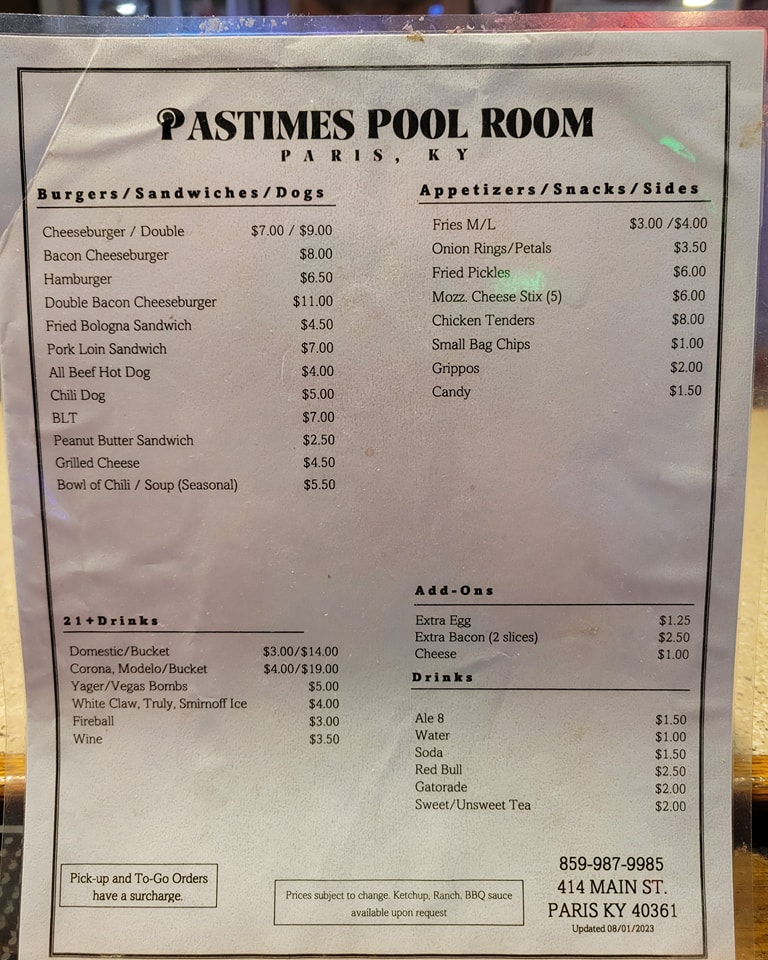 PASTIMES POOL ROOM
PARIS, KY
Burgers/Sandwiches/Dogs
Cheeseburger / Double $7.00 / $9.00
Bacon Cheeseburger $8.00
Hamburger $6.50
Double Bacon Cheeseburger $11.00
Fried Bologna Sandwich $4.50
Pork Loin Sandwich $7.00
All Beef Hot Dog $4.00
Chili Dog $5.00
BLT $7.00
Peanut Butter Sandwich $2.50
Grilled Cheese $4.50
Bowl of Chili / Soup (Seasonal) $5.50
Appetizers/Snacks/Sides
Fries M/L $3.00 /$4.00
Onion Rings/Petals $3.50
Fried Pickles $6.00
Mozz. Cheese Stix (5) $6.00
Chicken Tenders $8.00
Small Bag Chips $1.00
Grippos $2.00
Candy $1.50
21+Drinks
Domestic/Bucket $3.00/$14.00
Corona, Modelo/Bucket $4.00/$19.00
Yager/Vegas Bombs $5.00
White Claw, Truly, Smirnoff Ice $4.00
Fireball $3.00
Wine $3.50
Add-Ons
Extra Egg $1.25
Extra Bacon (2 slices) $2.50
Cheese $1.00
Drinks
Ale 8 $1.50
Water $1.00
Soda $1.50
Red Bull $2.50
Gatorade $2.00
Sweet/Unsweet Tea $2.00
Pick-up and To-Go Orders
have a surcharge.
Prices subject to change. Ketchup, Ranch, BBQ sauce
available upon request
859-987-9985
414 MAIN ST.
PARIS KY 40361
Updated 08/01/2023